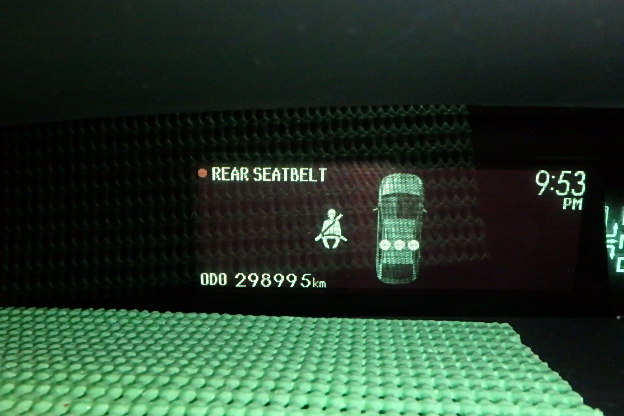 REAR SEATBELT
9:53
PM
ODO 298995km